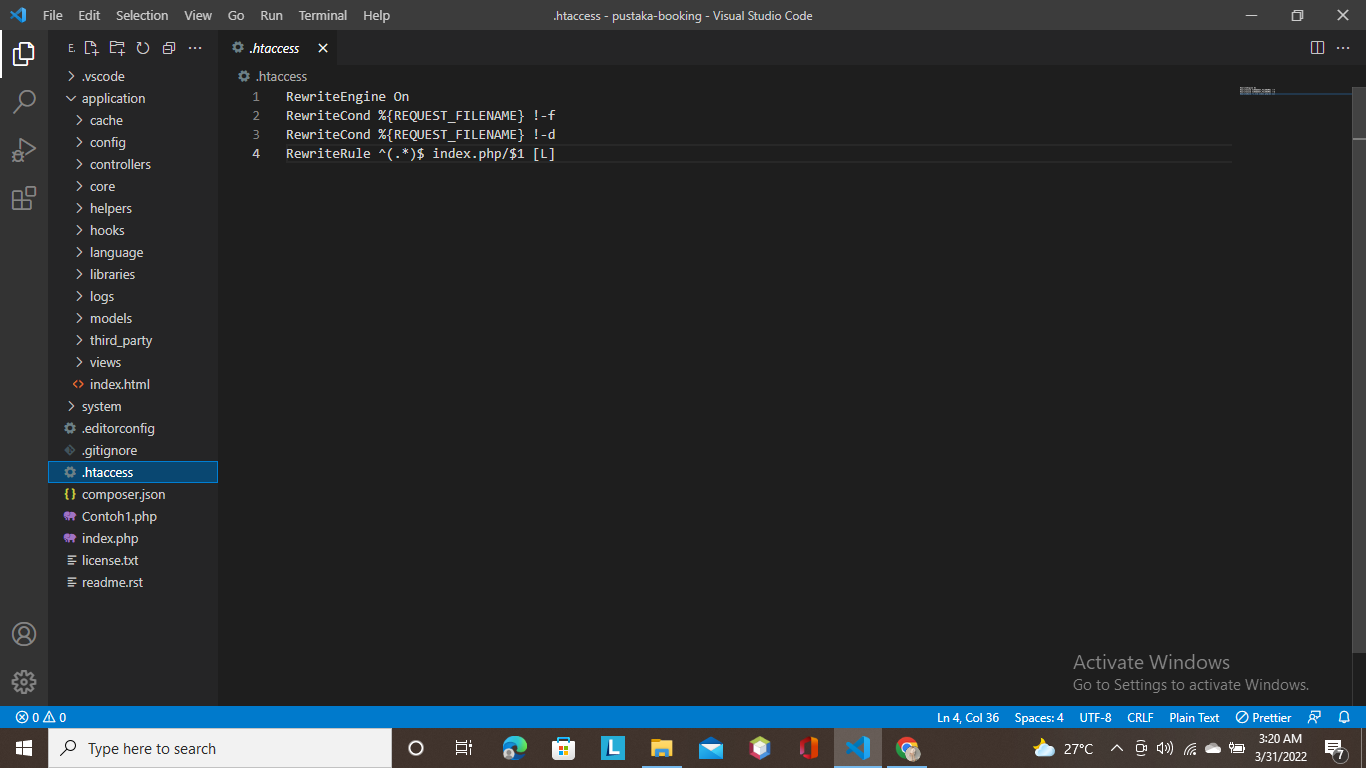 File Edit Selection View Go Run Terminal Help
.htaccess - pustaka-booking - Visual Studio Code
E.
.vscode
application
cache
config
controllers
core
helpers
hooks
language
libraries
logs
models
third_party
views
index.html
system
.editorconfig
.gitignore
.htaccess
composer.json
Contoh1.php
index.php
license.txt
readme.rst
.htaccess
.htaccess
1 RewriteEngine On
2 RewriteCond %{REQUEST_FILENAME} !-f
3 RewriteCond %{REQUEST_FILENAME} !-d
4 RewriteRule ^(.*)$ index.php/$1 [L]
Activate Windows
Go to Settings to activate Windows.
0 0
Ln 4, Col 36 Spaces: 4 UTF-8 CRLF Plain Text Prettier
Type here to search
L
27°C
3:20 AM
3/31/2022
7